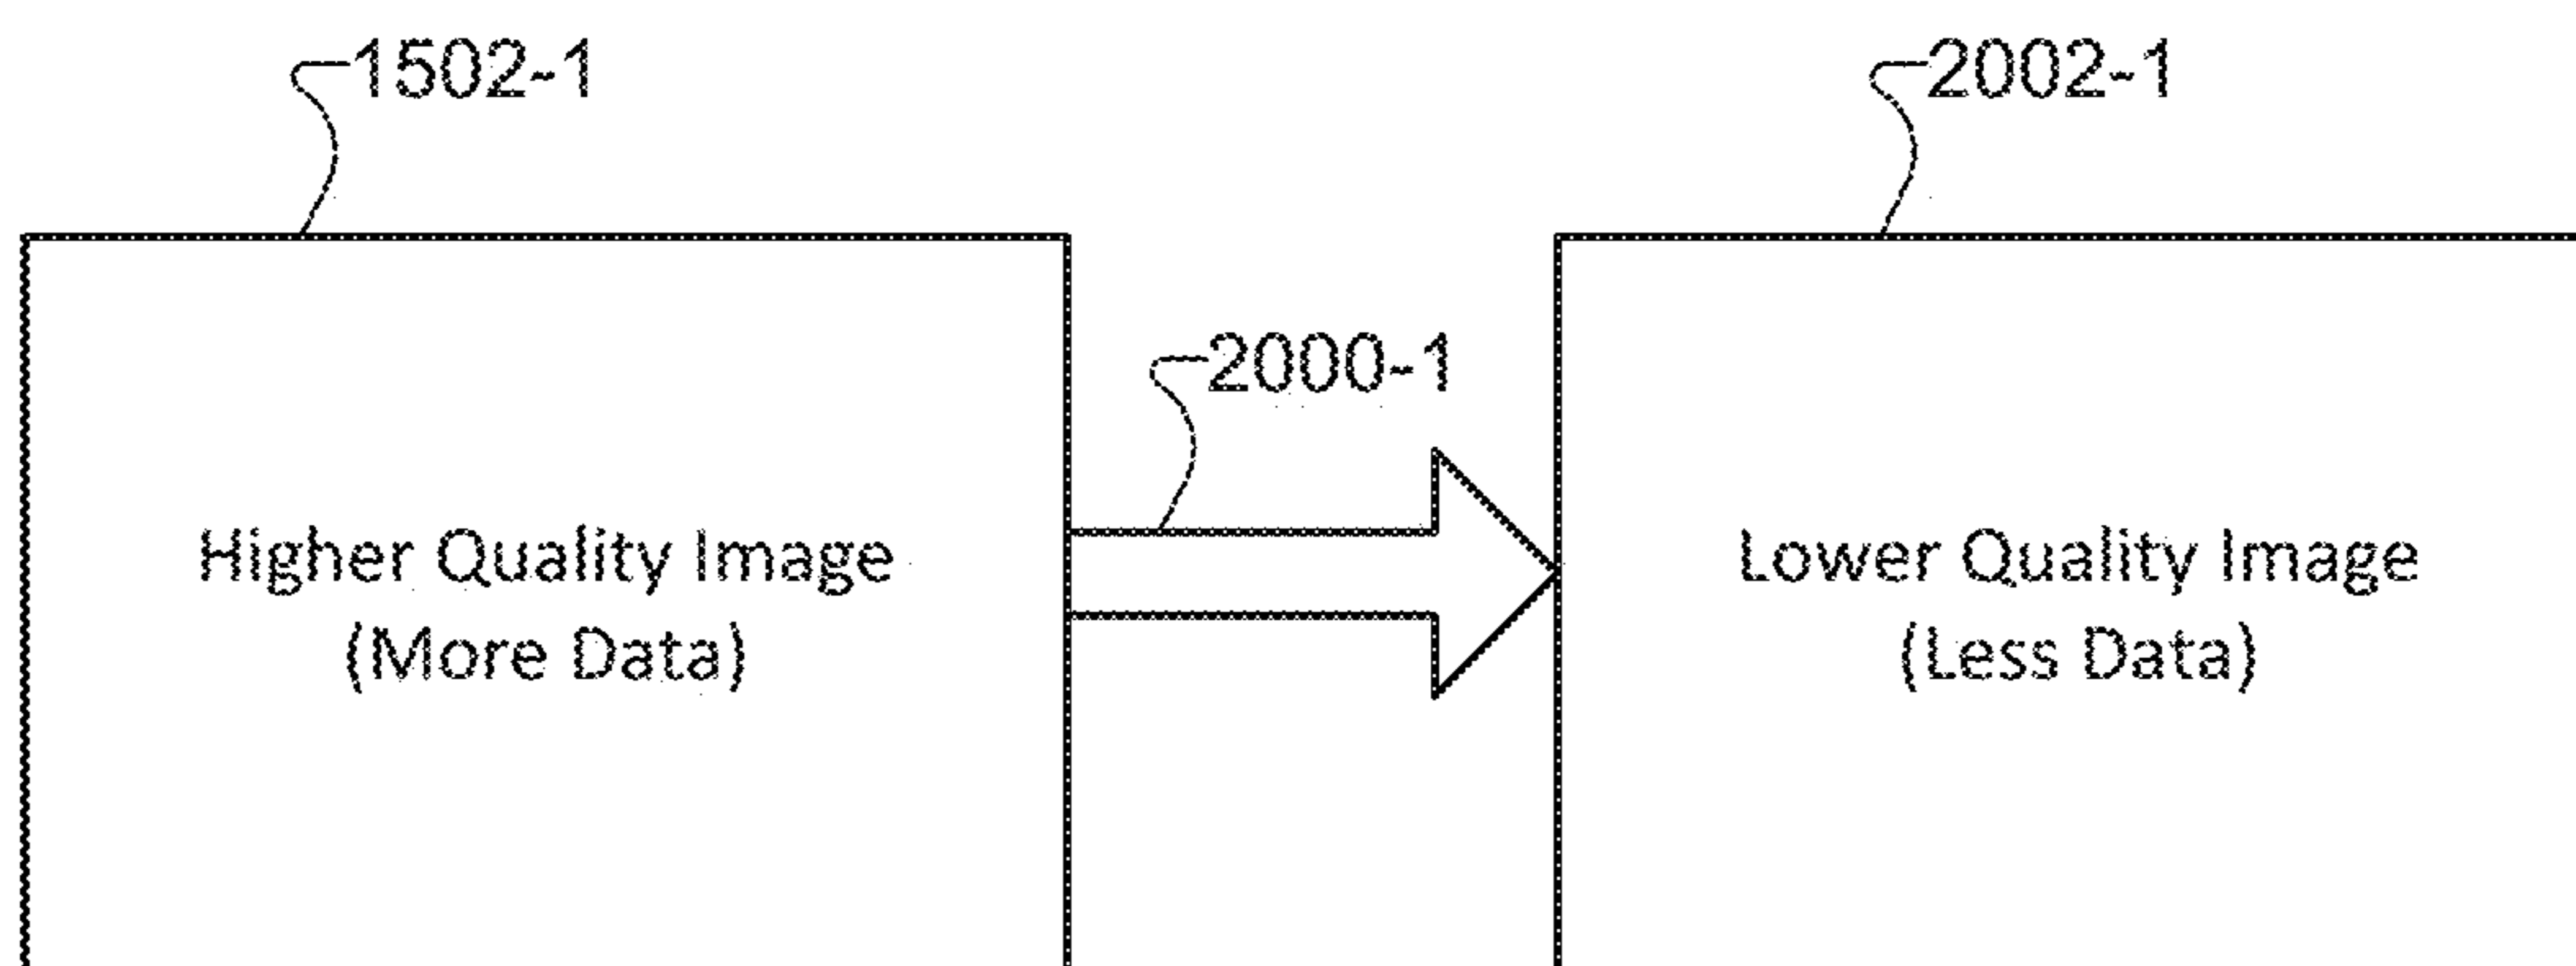 1502-1
2002-1
2000-1
Higher Quality Image
(More Data)
Lower Quality Image
(Less Data)